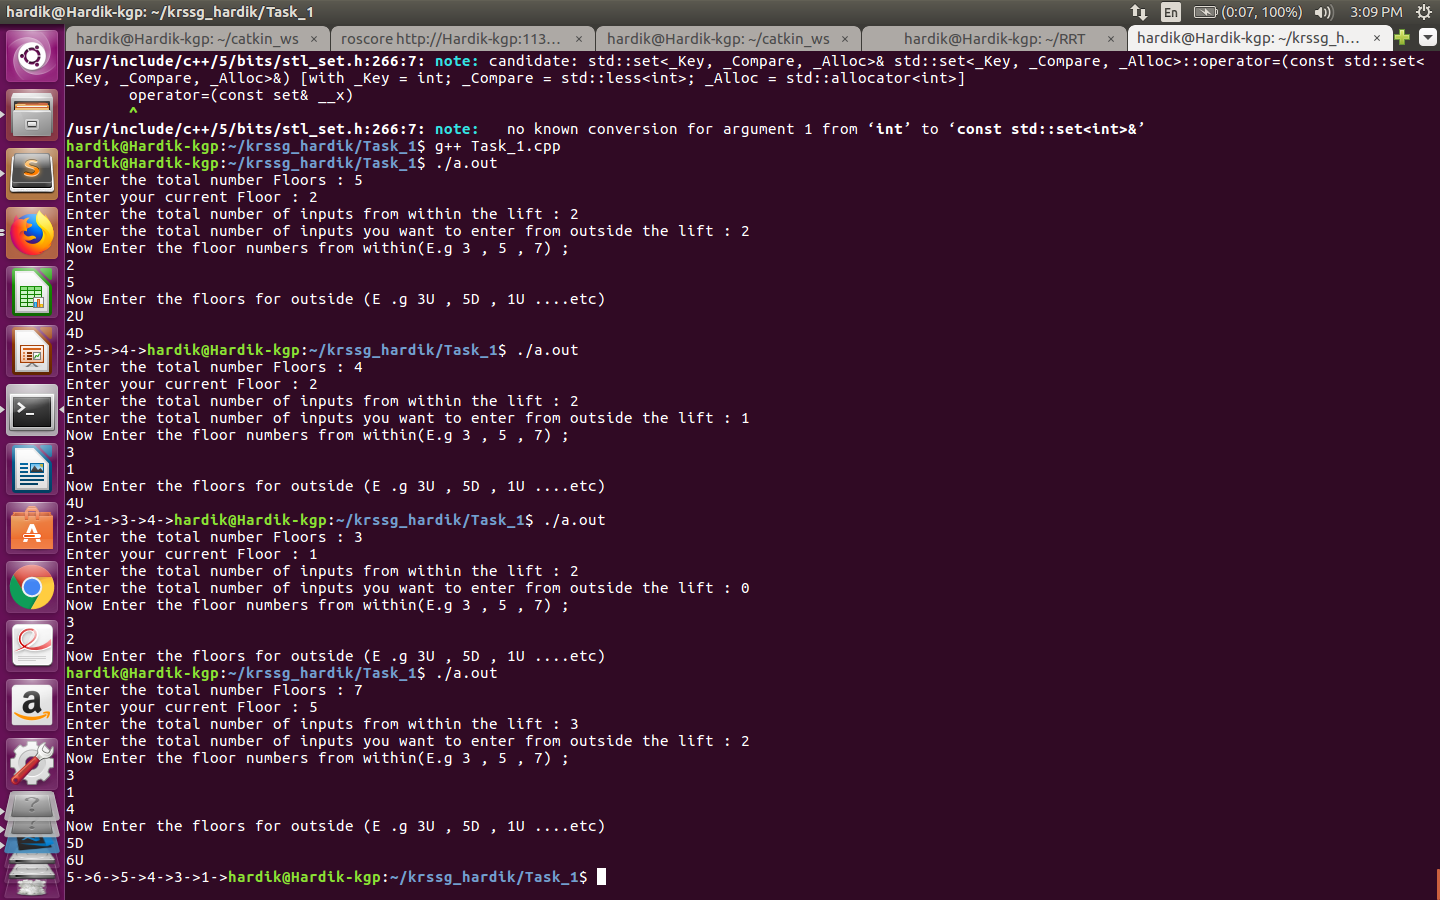 hardik@Hardik-kgp: ~/krssg_hardik/Task_1
En (0:07, 100%) 3:09 PM
hardik@Hardik-kgp: ~/catkin_ws × roscore http://Hardik-kgp:113... × hardik@Hardik-kgp: ~/catkin_ws × hardik@Hardik-kgp: ~/RRT × hardik@Hardik-kgp: ~/krssg_h... ×
/usr/include/c++/5/bits/stl_set.h:266:7: note: candidate: std::set<_Key, _Compare, _Alloc>& std::set<_Key, _Compare, _Alloc>::operator=(const std::set<
_Key, _Compare, _Alloc>&) [with _Key = int; _Compare = std::less<int>; _Alloc = std::allocator<int>]
operator=(const set& __x)
^
/usr/include/c++/5/bits/stl_set.h:266:7: note:   no known conversion for argument 1 from ‘int’ to ‘const std::set<int>&’
hardik@Hardik-kgp:~/krssg_hardik/Task_1$ g++ Task_1.cpp
hardik@Hardik-kgp:~/krssg_hardik/Task_1$ ./a.out
Enter the total number Floors : 5
Enter your current Floor : 2
Enter the total number of inputs from within the lift : 2
Enter the total number of inputs you want to enter from outside the lift : 2
Now Enter the floor numbers from within(E.g 3 , 5 , 7) ;
2
5
Now Enter the floors for outside (E .g 3U , 5D , 1U ....etc)
2U
4D
2->5->4->hardik@Hardik-kgp:~/krssg_hardik/Task_1$ ./a.out
Enter the total number Floors : 4
Enter your current Floor : 2
Enter the total number of inputs from within the lift : 2
Enter the total number of inputs you want to enter from outside the lift : 1
Now Enter the floor numbers from within(E.g 3 , 5 , 7) ;
3
1
Now Enter the floors for outside (E .g 3U , 5D , 1U ....etc)
4U
2->1->3->4->hardik@Hardik-kgp:~/krssg_hardik/Task_1$ ./a.out
Enter the total number Floors : 3
Enter your current Floor : 1
Enter the total number of inputs from within the lift : 2
Enter the total number of inputs you want to enter from outside the lift : 0
Now Enter the floor numbers from within(E.g 3 , 5 , 7) ;
3
2
Now Enter the floors for outside (E .g 3U , 5D , 1U ....etc)
hardik@Hardik-kgp:~/krssg_hardik/Task_1$ ./a.out
Enter the total number Floors : 7
Enter your current Floor : 5
Enter the total number of inputs from within the lift : 3
Enter the total number of inputs you want to enter from outside the lift : 2
Now Enter the floor numbers from within(E.g 3 , 5 , 7) ;
3
1
4
Now Enter the floors for outside (E .g 3U , 5D , 1U ....etc)
5D
6U
5->6->5->4->3->1->hardik@Hardik-kgp:~/krssg_hardik/Task_1$